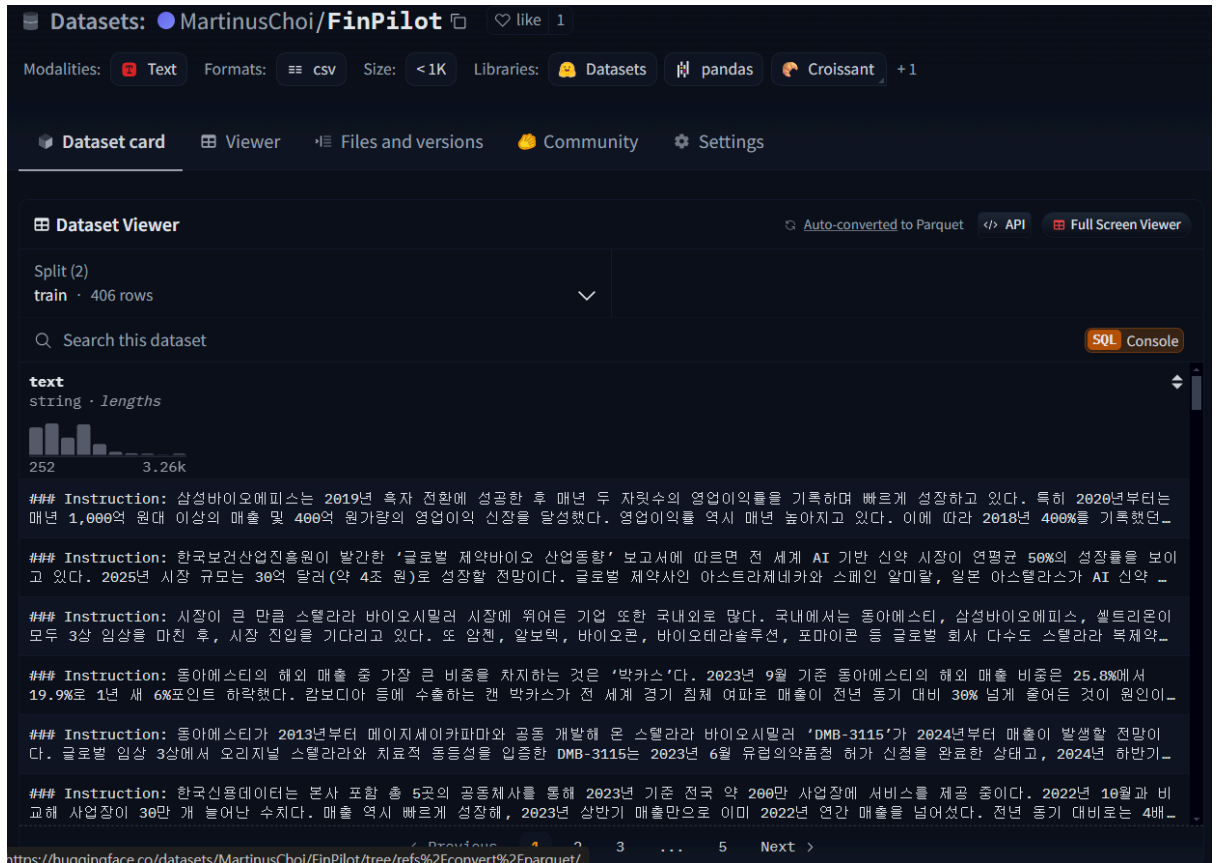 Datasets: MartinusChoi/FinPilot like 1
Modalities: Text Formats: csv Size: <1K Libraries: Datasets pandas Croissant +1
Dataset card Viewer Files and versions Community Settings
Dataset Viewer Auto-converted to Parquet </> API Full Screen Viewer
Split (2)
train · 406 rows
Search this dataset SQL Console
text
string · lengths
252 3.26k
### Instruction: 삼성바이오에피스는 2019년 흑자 전환에 성공한 후 매년 두 자릿수의 영업이익률을 기록하며 빠르게 성장하고 있다. 특히 2020년부터는
매년 1,000억 원대 이상의 매출 및 400억 원가량의 영업이익 신장을 달성했다. 영업이익률 역시 매년 높아지고 있다. 이에 따라 2018년 400%를 기록했던…
### Instruction: 한국보건산업진흥원이 발간한 ‘글로벌 제약바이오 산업동향’ 보고서에 따르면 전 세계 AI 기반 신약 시장이 연평균 50%의 성장률을 보이
고 있다. 2025년 시장 규모는 30억 달러(약 4조 원)로 성장할 전망이다. 글로벌 제약사인 아스트라제네카와 스페인 알미랄, 일본 아스텔라스가 AI 신약 …
### Instruction: 시장이 큰 만큼 스텔라라 바이오시밀러 시장에 뛰어든 기업 또한 국내외로 많다. 국내에서는 동아에스티, 삼성바이오에피스, 셀트리온이
모두 3상 임상을 마친 후, 시장 진입을 기다리고 있다. 또 암젠, 알보텍, 바이오콘, 바이오테라솔루션, 포마이콘 등 글로벌 회사 다수도 스텔라라 복제약…
### Instruction: 동아에스티의 해외 매출 중 가장 큰 비중을 차지하는 것은 ‘박카스’다. 2023년 9월 기준 동아에스티의 해외 매출 비중은 25.8%에서
19.9%로 1년 새 6%포인트 하락했다. 캄보디아 등에 수출하는 캔 박카스가 전 세계 경기 침체 여파로 매출이 전년 동기 대비 30% 넘게 줄어든 것이 원인이…
### Instruction: 동아에스티가 2013년부터 메이지세이카파마와 공동 개발해 온 스텔라라 바이오시밀러 ‘DMB-3115’가 2024년부터 매출이 발생할 전망이
다. 글로벌 임상 3상에서 오리지널 스텔라라와 치료적 동등성을 입증한 DMB-3115는 2023년 6월 유럽의약품청 허가 신청을 완료한 상태고, 2024년 하반기…
### Instruction: 한국신용데이터는 본사 포함 총 5곳의 공동체사를 통해 2023년 기준 전국 약 200만 사업장에 서비스를 제공 중이다. 2022년 10월과 비
교해 사업장이 30만 개 늘어난 수치다. 매출 역시 빠르게 성장해, 2023년 상반기 매출만으로 이미 2022년 연간 매출을 넘어섰다. 전년 동기 대비로는 4배…
< Previous 1 2 3 ... 5 Next >
https://huggingface.co/datasets/MartinusChoi/FinPilot/tree/refs%2Fconvert%2Fparquet/